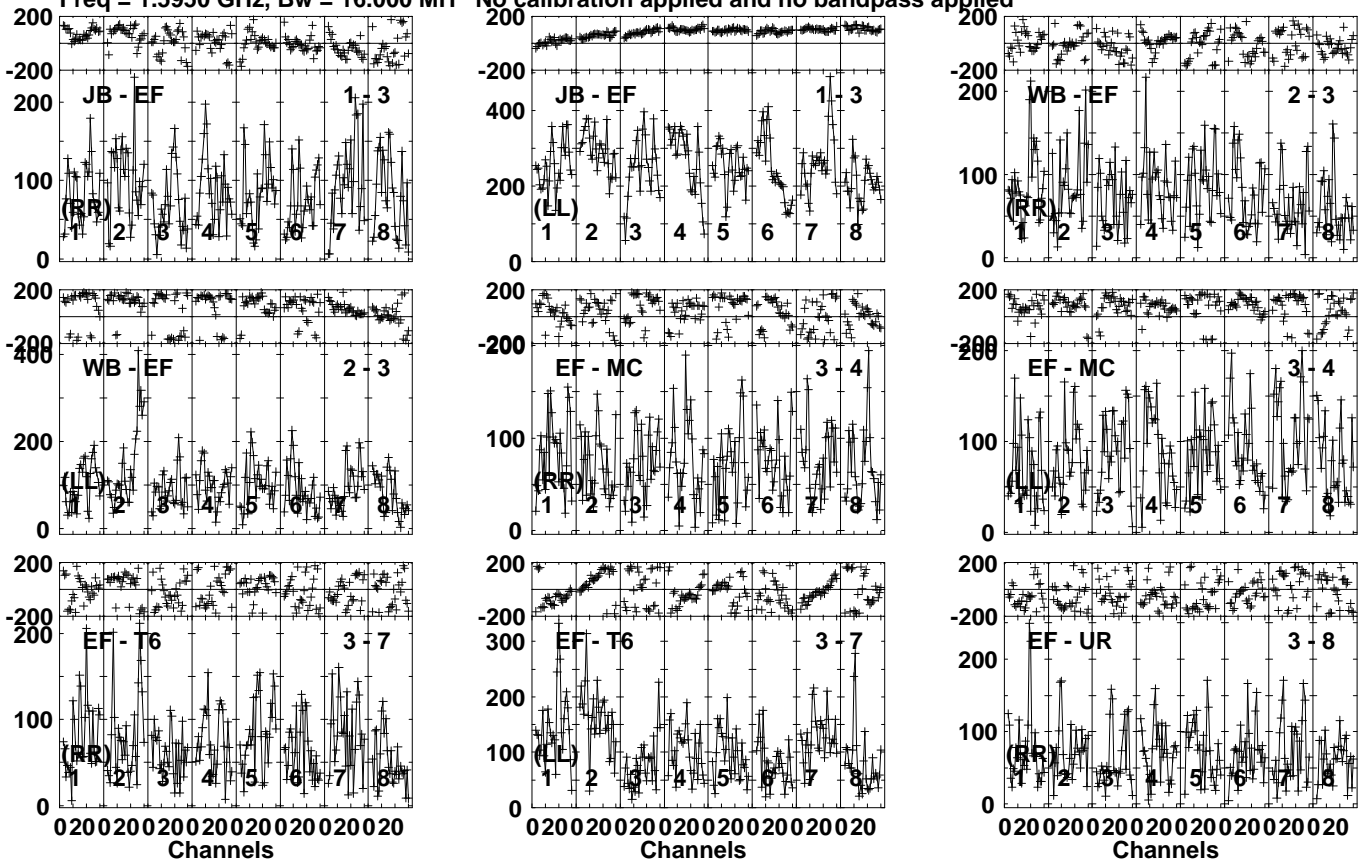 Freq = 1.5950 GHz, Bw = 16.000 MH No calibration applied and no bandpass applied
200 200 200
-200 -200 -200
JB - EF 1 - 3 JB - EF 1 - 3 WB - EF 2 - 3
200 400 200
100 200 100
(RR) (LL) (RR)
1 2 3 4 5 6 7 8 1 2 3 4 5 6 7 8 1 2 3 4 5 6 7 8
0 0 0
200 200 200
-200 -200 -200
400 200
WB - EF 2 - 3 EF - MC 3 - 4 EF - MC 3 - 4
200 100 100
(LL) (RR) (LL)
1 2 3 4 5 6 7 8 1 2 3 4 5 6 7 8 1 2 3 4 5 6 7 8
0 0 0
200 200 200
-200 -200 -200
EF - T6 3 - 7 EF - T6 3 - 7 EF - UR 3 - 8
200 300 200
100 200 100
100
(RR) (LL) (RR)
1 2 3 4 5 6 7 8 1 2 3 4 5 6 7 8 1 2 3 4 5 6 7 8
0 0 0
0 20 0 20 0 20 0 20 0 20 0 20 0 20 0 20 0 20 0 20 0 20 0 20 0 20 0 20 0 20 0 20 0 20 0 20 0 20 0 20 0 20 0 20 0 20 0 20
Channels Channels Channels